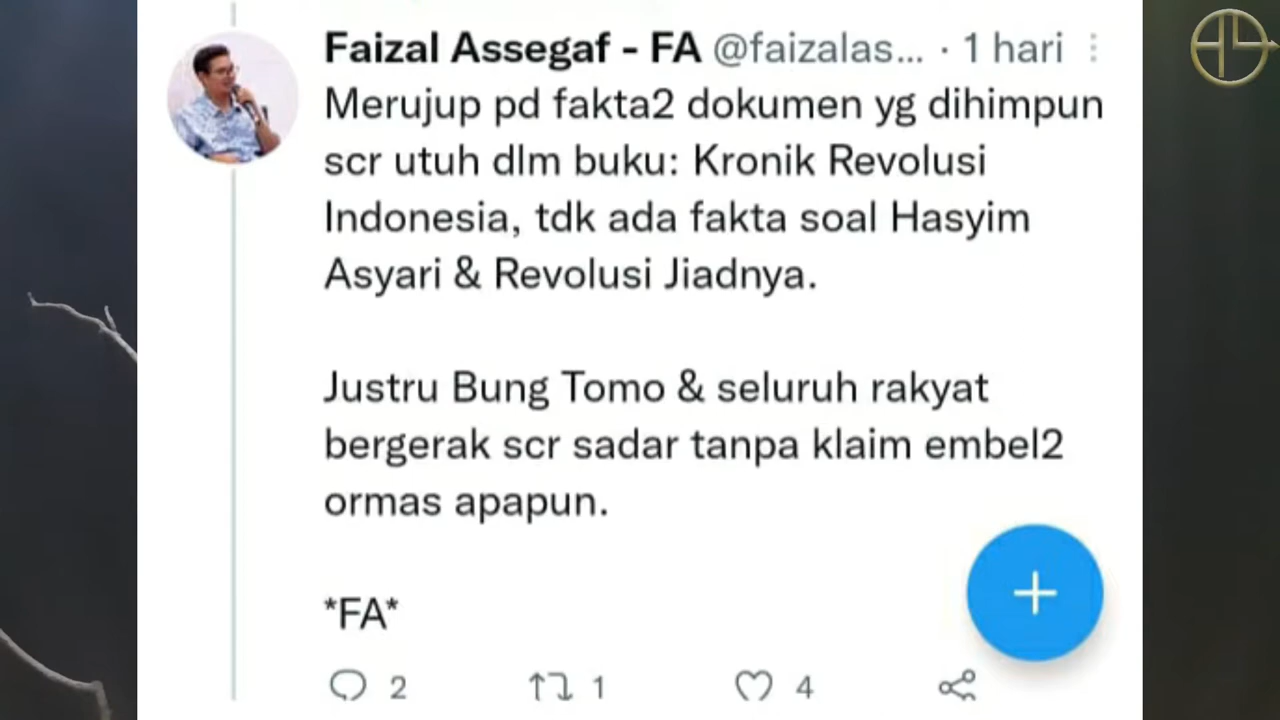 Faizal Assegaf - FA @faizalas... · 1 hari
Merujup pd fakta2 dokumen yg dihimpun
scr utuh dlm buku: Kronik Revolusi
Indonesia, tdk ada fakta soal Hasyim
Asyari & Revolusi Jiadnya.
Justru Bung Tomo & seluruh rakyat
bergerak scr sadar tanpa klaim embel2
ormas apapun.
*FA*
2 1 4